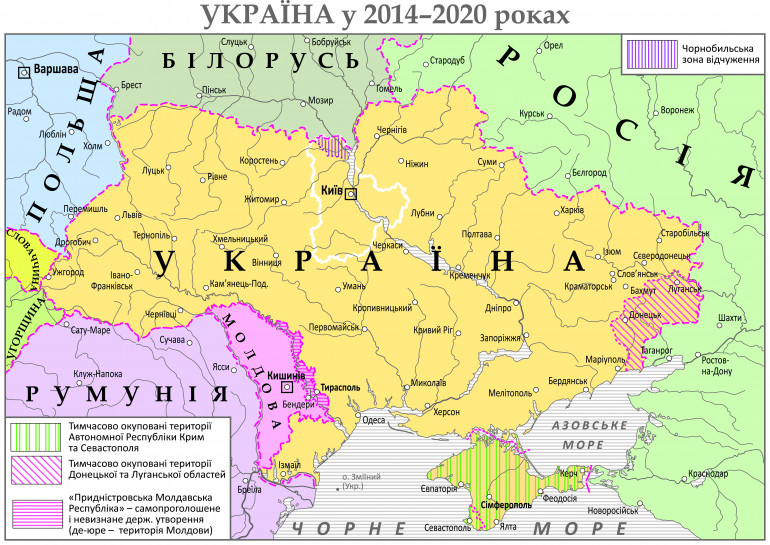 УКРАЇНА у 2014–2020 роках
Чорнобильська
зона відчуження
БІЛОРУСЬ
ПОЛЬЩА
РОСІЯ
СЛОВАЧЧИНА
УГОРЩИНА
РУМУНІЯ
МОЛДОВА
УКРАЇНА
Слуцьк
Бобруйськ
Стародуб
Орел
Варшава
Брест
Пінськ
Мозир
Гомель
Курськ
Воронеж
Радом
Люблін
Холм
Чернігів
Ніжин
Суми
Бєлгород
Луцьк
Рівне
Коростень
Житомир
Київ
Перемишль
Львів
Дрогобич
Тернопіль
Хмельницький
Вінниця
Черкаси
Лубни
Полтава
Харків
Старобільськ
Ізюм
Сєверодонецьк
Ужгород
Івано-
Франківськ
Кам'янець-Под.
Умань
Кременчук
Слов'янськ
Краматорськ
Бахмут
Луганськ
Чернівці
Первомайськ
Кропивницький
Кривий Ріг
Дніпро
Запоріжжя
Донецьк
Шахти
Сату-Маре
Сучава
Ясси
Клуж-Напока
Кишинів
Тирасполь
Бендери
Миколаїв
Херсон
Мелітополь
Бердянськ
Маріуполь
Таганрог
Ростов-
на-Дону
Одеса
АЗОВСЬКЕ
МОРЕ
Ізмаїл
Бреїла
о. Зміїний
(Укр.)
Євпаторія
Сімферополь
Севастополь
Ялта
Феодосія
Керч
Новоросійськ
Краснодар
ЧОРНЕ МОРЕ
Тимчасово окуповані території
Автономної Республіки Крим
та Севастополя
Тимчасово окуповані території
Донецької та Луганської областей
«Придністровська Молдавська
Республіка» – самопроголошене
і невизнане держ. утворення
(де-юре – територія Молдови)